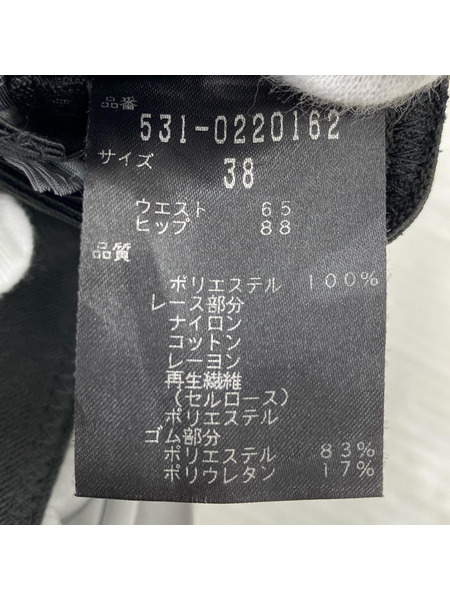 品番
531-0220162
サイズ
38
ウエスト 65
ヒップ 88
品質
ポリエステル 100%
レース部分
ナイロン
コットン
レーヨン
再生繊維
(セルロース)
ポリエステル
ゴム部分
ポリエステル 83%
ポリウレタン 17%